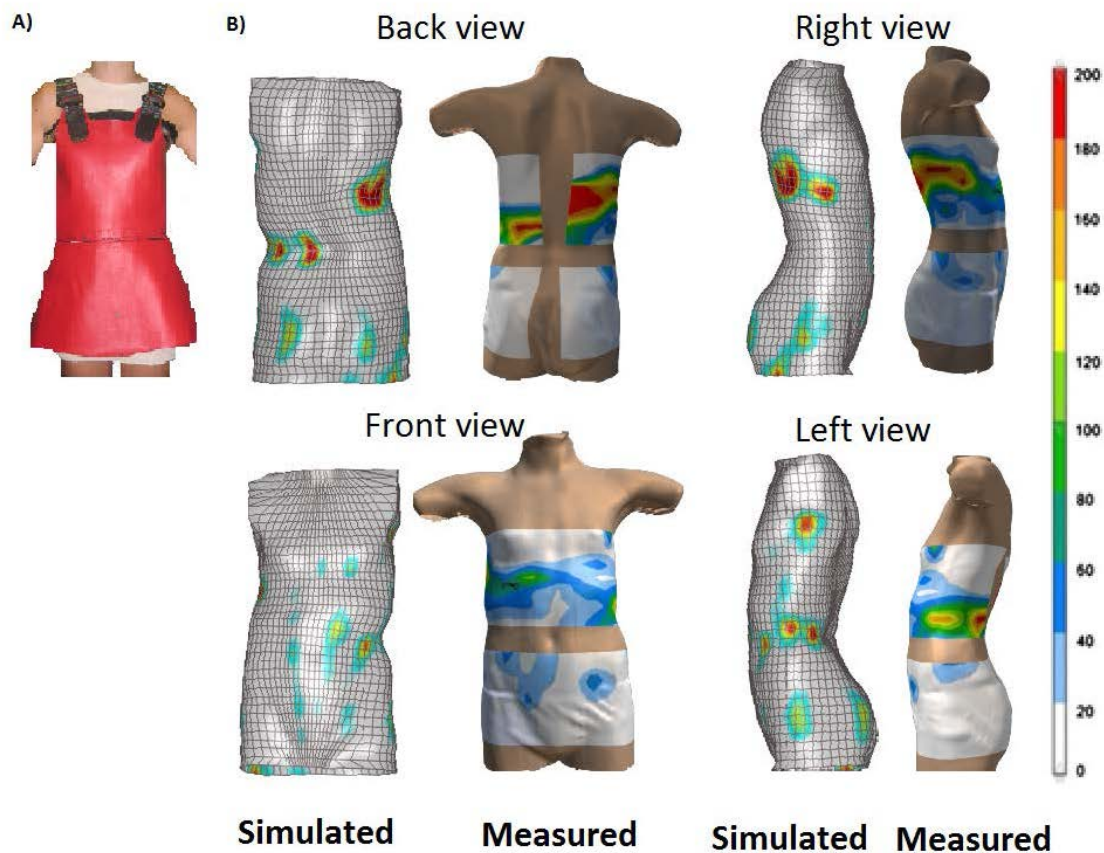 A)
B)
Back view
Right view
Front view
Left view
200
180
160
140
120
100
80
60
40
20
0
Simulated
Measured
Simulated
Measured